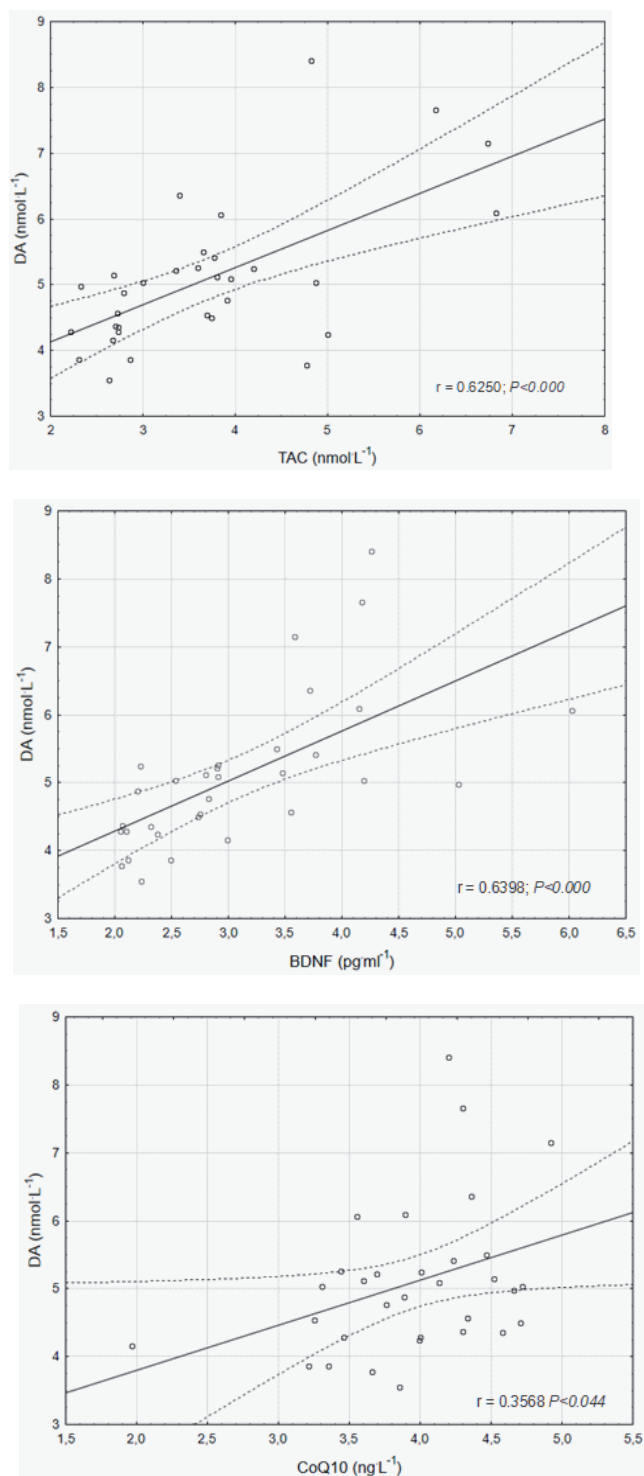 9
8
7
6
5
4
3
DA (nmol·L⁻¹)
r = 0.6250; P<0.000
2 3 4 5 6 7 8
TAC (nmol·L⁻¹)
9
8
7
6
5
4
3
DA (nmol·L⁻¹)
r = 0.6398; P<0.000
1,5 2,0 2,5 3,0 3,5 4,0 4,5 5,0 5,5 6,0 6,5
BDNF (pg·ml⁻¹)
9
8
7
6
5
4
3
DA (nmol·L⁻¹)
r = 0.3568 P<0.044
1,5 2,0 2,5 3,0 3,5 4,0 4,5 5,0 5,5
CoQ10 (ng·L⁻¹)